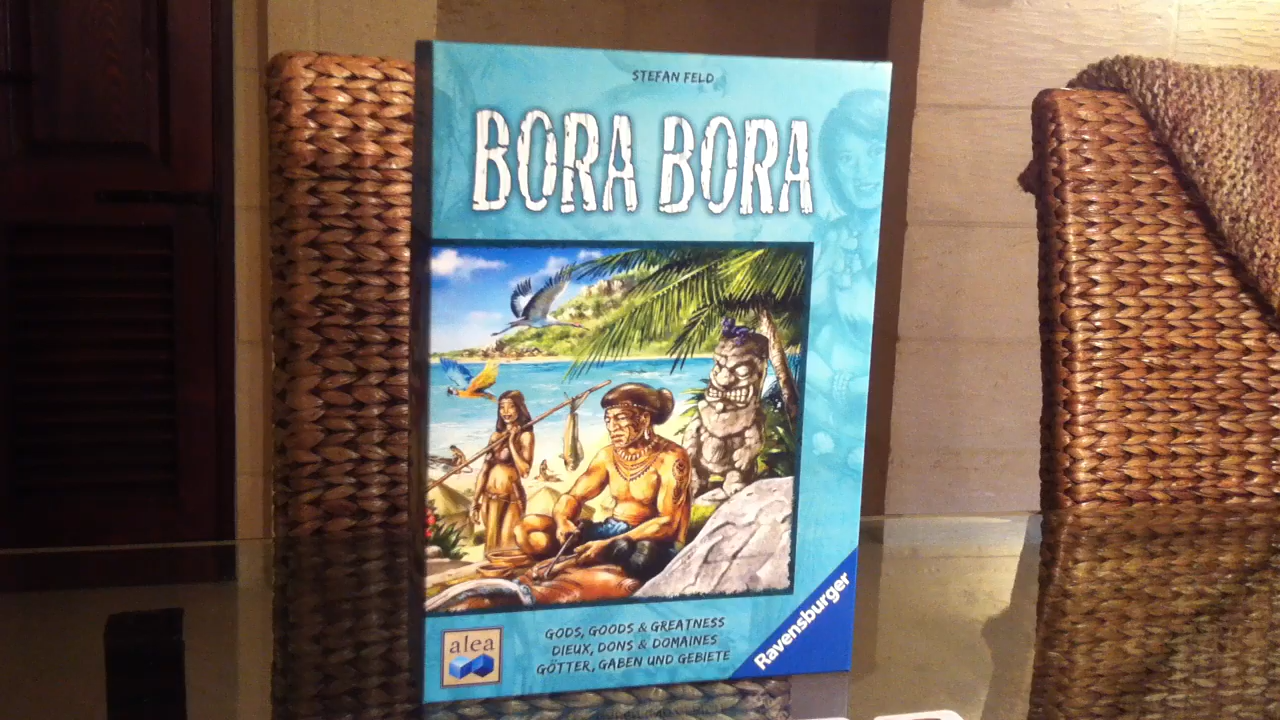 STEFAN FELD
BORA BORA
GODS, GOODS & GREATNESS
DIEUX, DONS & DOMAINES
GÖTTER, GABEN UND GEBIETE
alea
Ravensburger